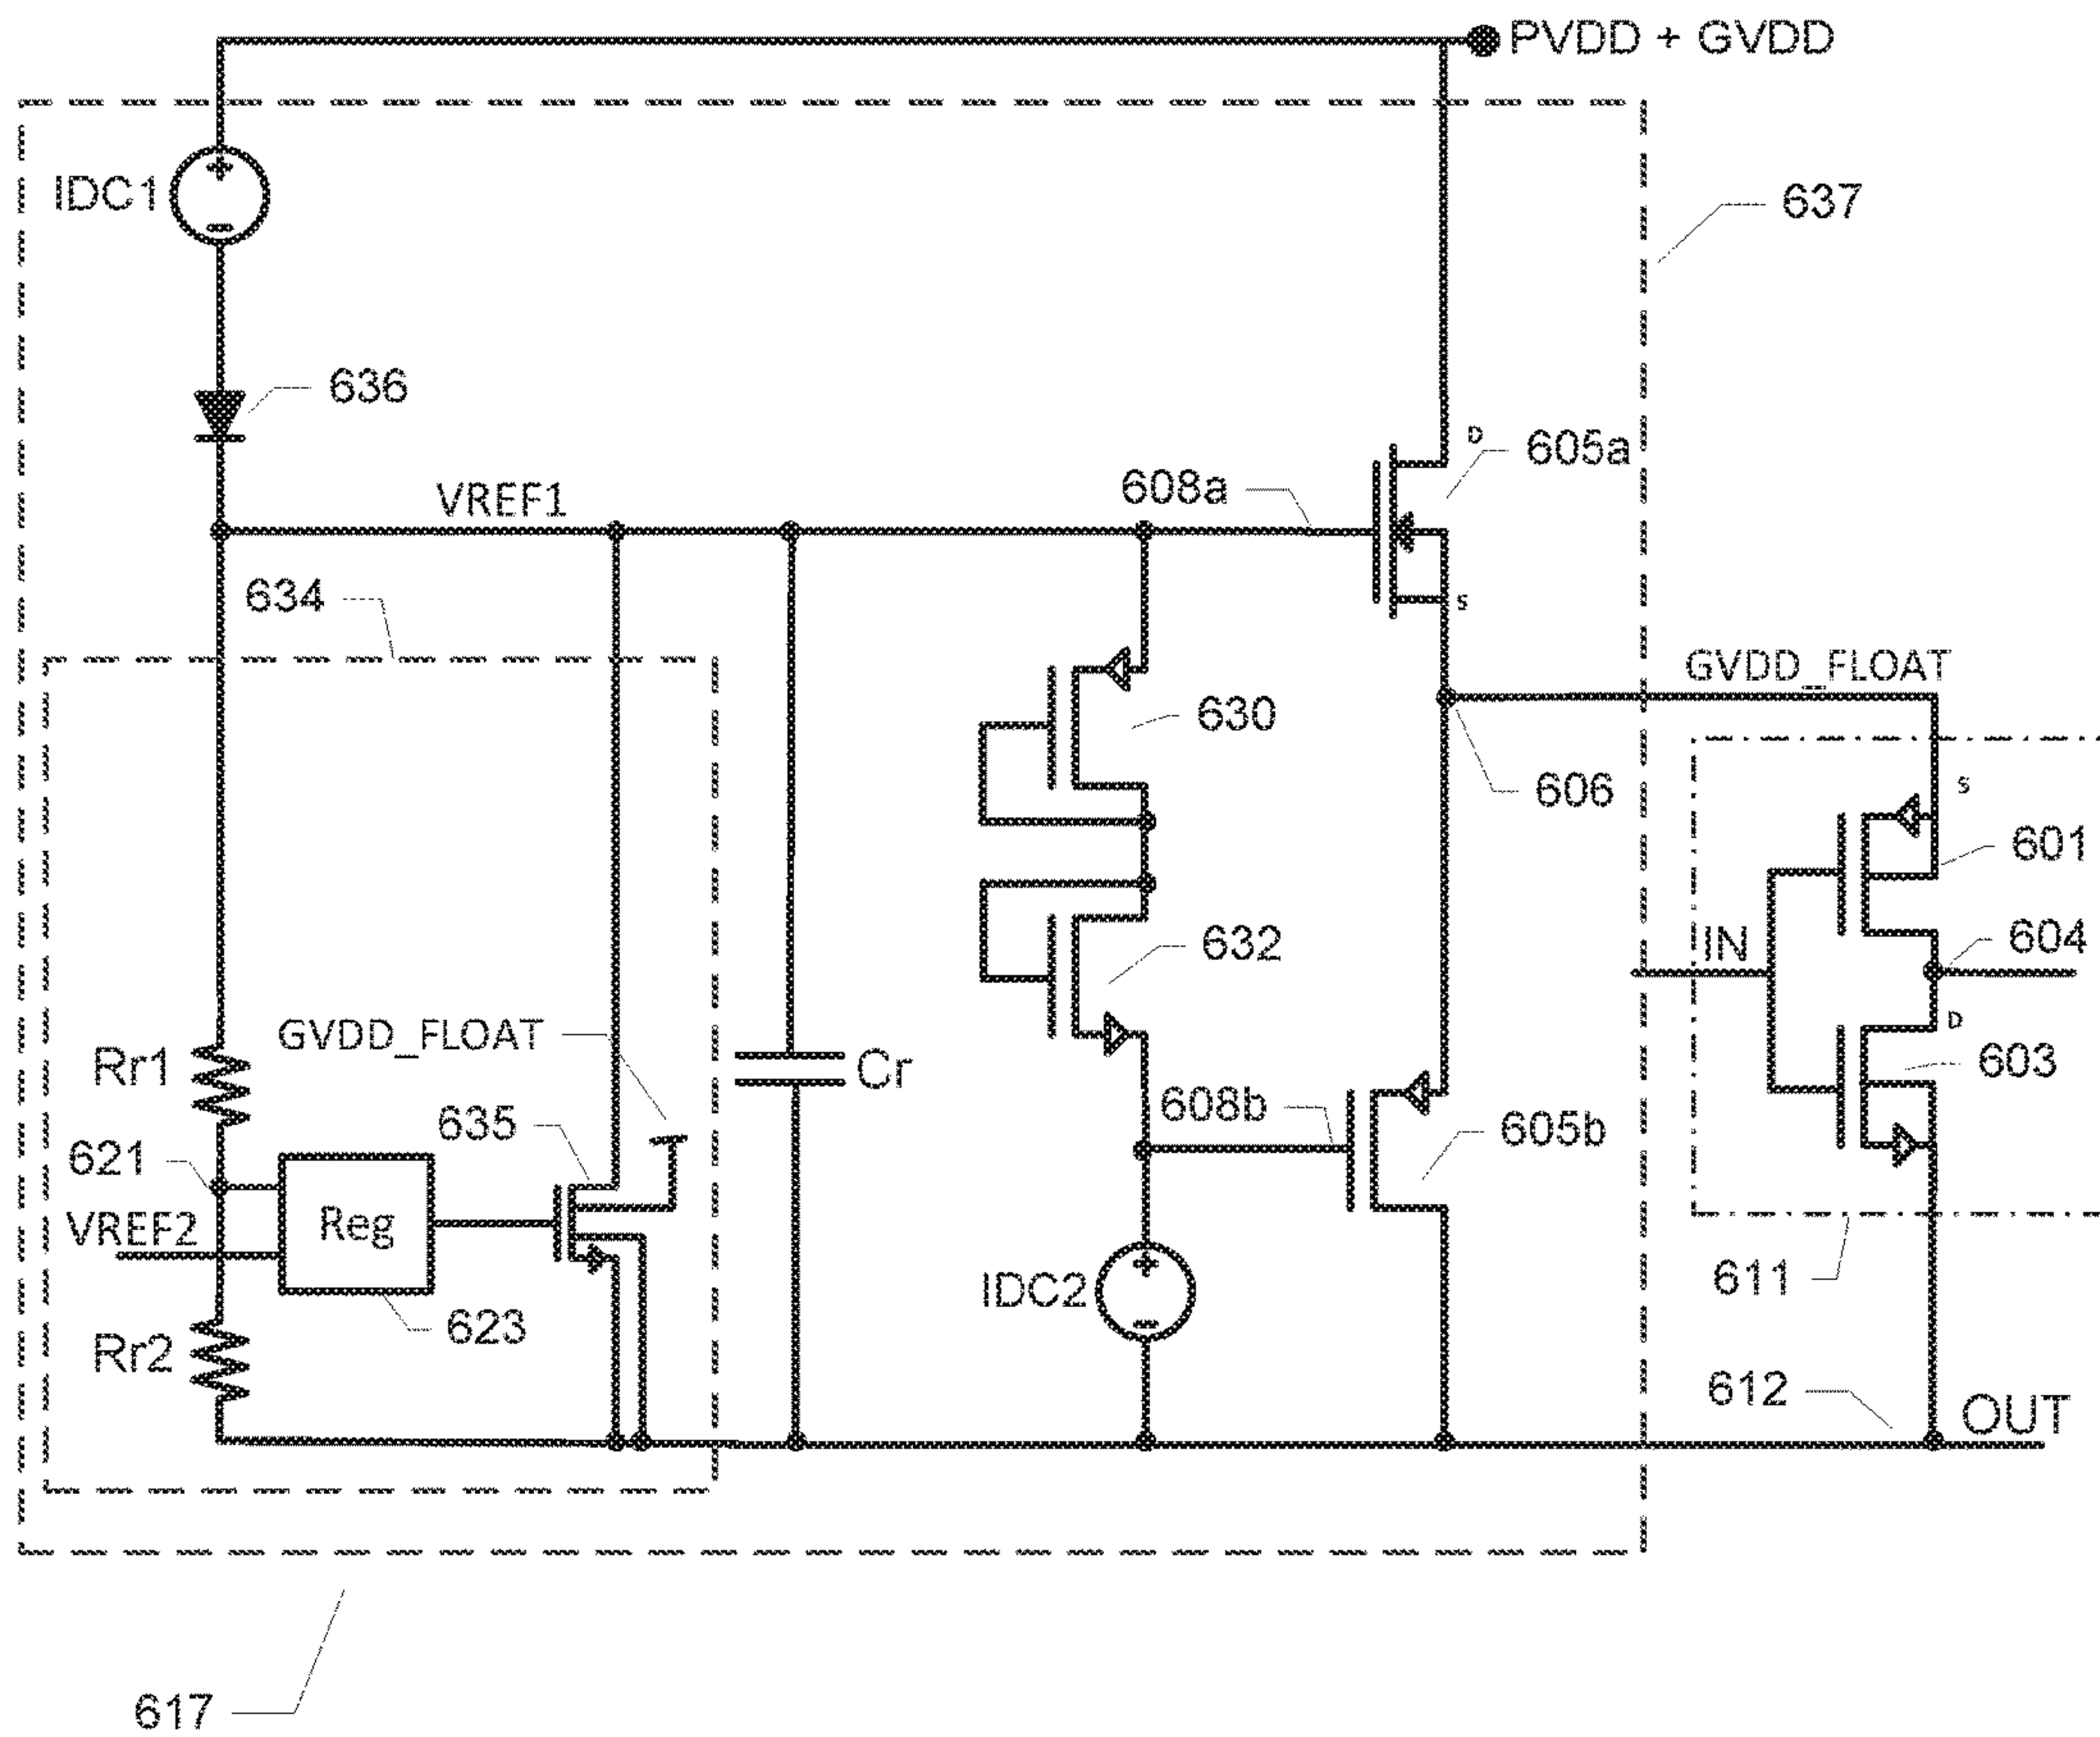 PVDD + GVDD
IDC1
+
-
637
636
D
605a
608a
VREF1
634
S
GVDD_FLOAT
630
606
S
601
IN
604
632
D
GVDD_FLOAT
603
Rr1
Cr
635
608b
605b
621
VREF2
Reg
IDC2
+
-
611
623
Rr2
612
OUT
617